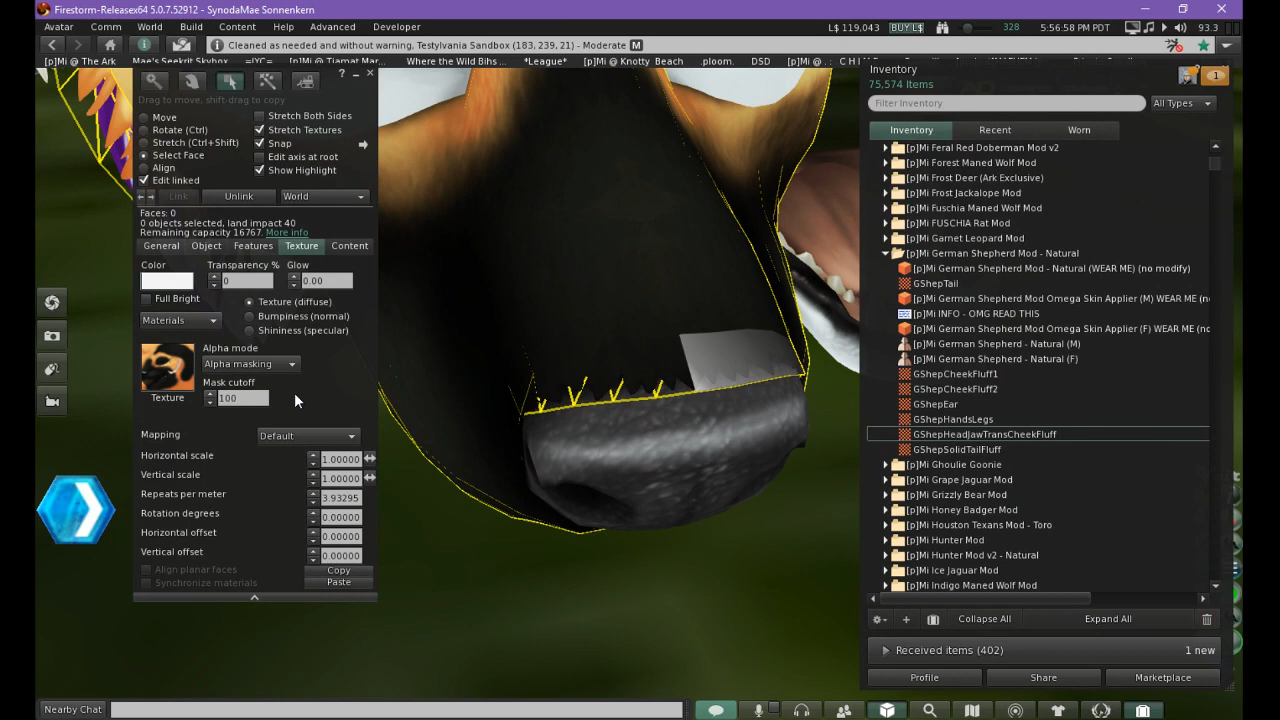 Firestorm-Releasex64 5.0.7.52912 - SynodaMae Sonnenkern
Avatar World Build Content Help Advanced Developer
L$ 119,043 BUY L$ 328 5:56:58 PM PDT 93.3
Cleaned as needed and without warning, Testylvania Sandbox (183, 239, 21) - Moderate M
[p]Mi @ The Ark Mae's Seekrit Skybox =IYC= [p]Mi @ Tiamat Mar... Where the Wild Bihs ... *League* [p]Mi @ Knotty Beach .ploom. DSD [p]Mi @ : C H I M
Drag to move, shift-drag to copy
Move
Rotate (Ctrl)
Stretch (Ctrl+Shift)
Select Face
Align
Edit linked
Stretch Both Sides
Stretch Textures
Snap
Edit axis at root
Show Highlight
Link Unlink World
Faces: 0
0 objects selected, land impact 40
Remaining capacity 16767. More info
General Object Features Texture Content
Color Transparency % Glow
0 0.00
Full Bright
Texture (diffuse)
Bumpiness (normal)
Shininess (specular)
Materials
Alpha mode
Alpha masking
Mask cutoff
100
Texture
Mapping Default
Horizontal scale 1.00000
Vertical scale 1.00000
Repeats per meter 3.93295
Rotation degrees 0.00000
Horizontal offset 0.00000
Vertical offset 0.00000
Align planar faces Copy
Synchronize materials Paste
Inventory
75,574 Items
1
Filter Inventory All Types
Inventory Recent Worn
[p]Mi Feral Red Doberman Mod v2
[p]Mi Forest Maned Wolf Mod
[p]Mi Frost Deer (Ark Exclusive)
[p]Mi Frost Jackalope Mod
[p]Mi Fuschia Maned Wolf Mod
[p]Mi FUSCHIA Rat Mod
[p]Mi Garnet Leopard Mod
[p]Mi German Shepherd Mod - Natural
[p]Mi German Shepherd Mod - Natural (WEAR ME) (no modify)
GShepTail
[p]Mi German Shepherd Mod Omega Skin Applier (M) WEAR ME (no
[p]Mi INFO - OMG READ THIS
[p]Mi German Shepherd Mod Omega Skin Applier (F) WEAR ME (no
[p]Mi German Shepherd - Natural (M)
[p]Mi German Shepherd - Natural (F)
GShepCheekFluff1
GShepCheekFluff2
GShepEar
GShepHandsLegs
GShepHeadJawTransCheekFluff
GShepSolidTailFluff
[p]Mi Ghoulie Goonie
[p]Mi Grape Jaguar Mod
[p]Mi Grizzly Bear Mod
[p]Mi Honey Badger Mod
[p]Mi Houston Texans Mod - Toro
[p]Mi Hunter Mod
[p]Mi Hunter Mod v2 - Natural
[p]Mi Ice Jaguar Mod
[p]Mi Indigo Maned Wolf Mod
Collapse All Expand All
Received items (402) 1 new
Profile Share Marketplace
Nearby Chat